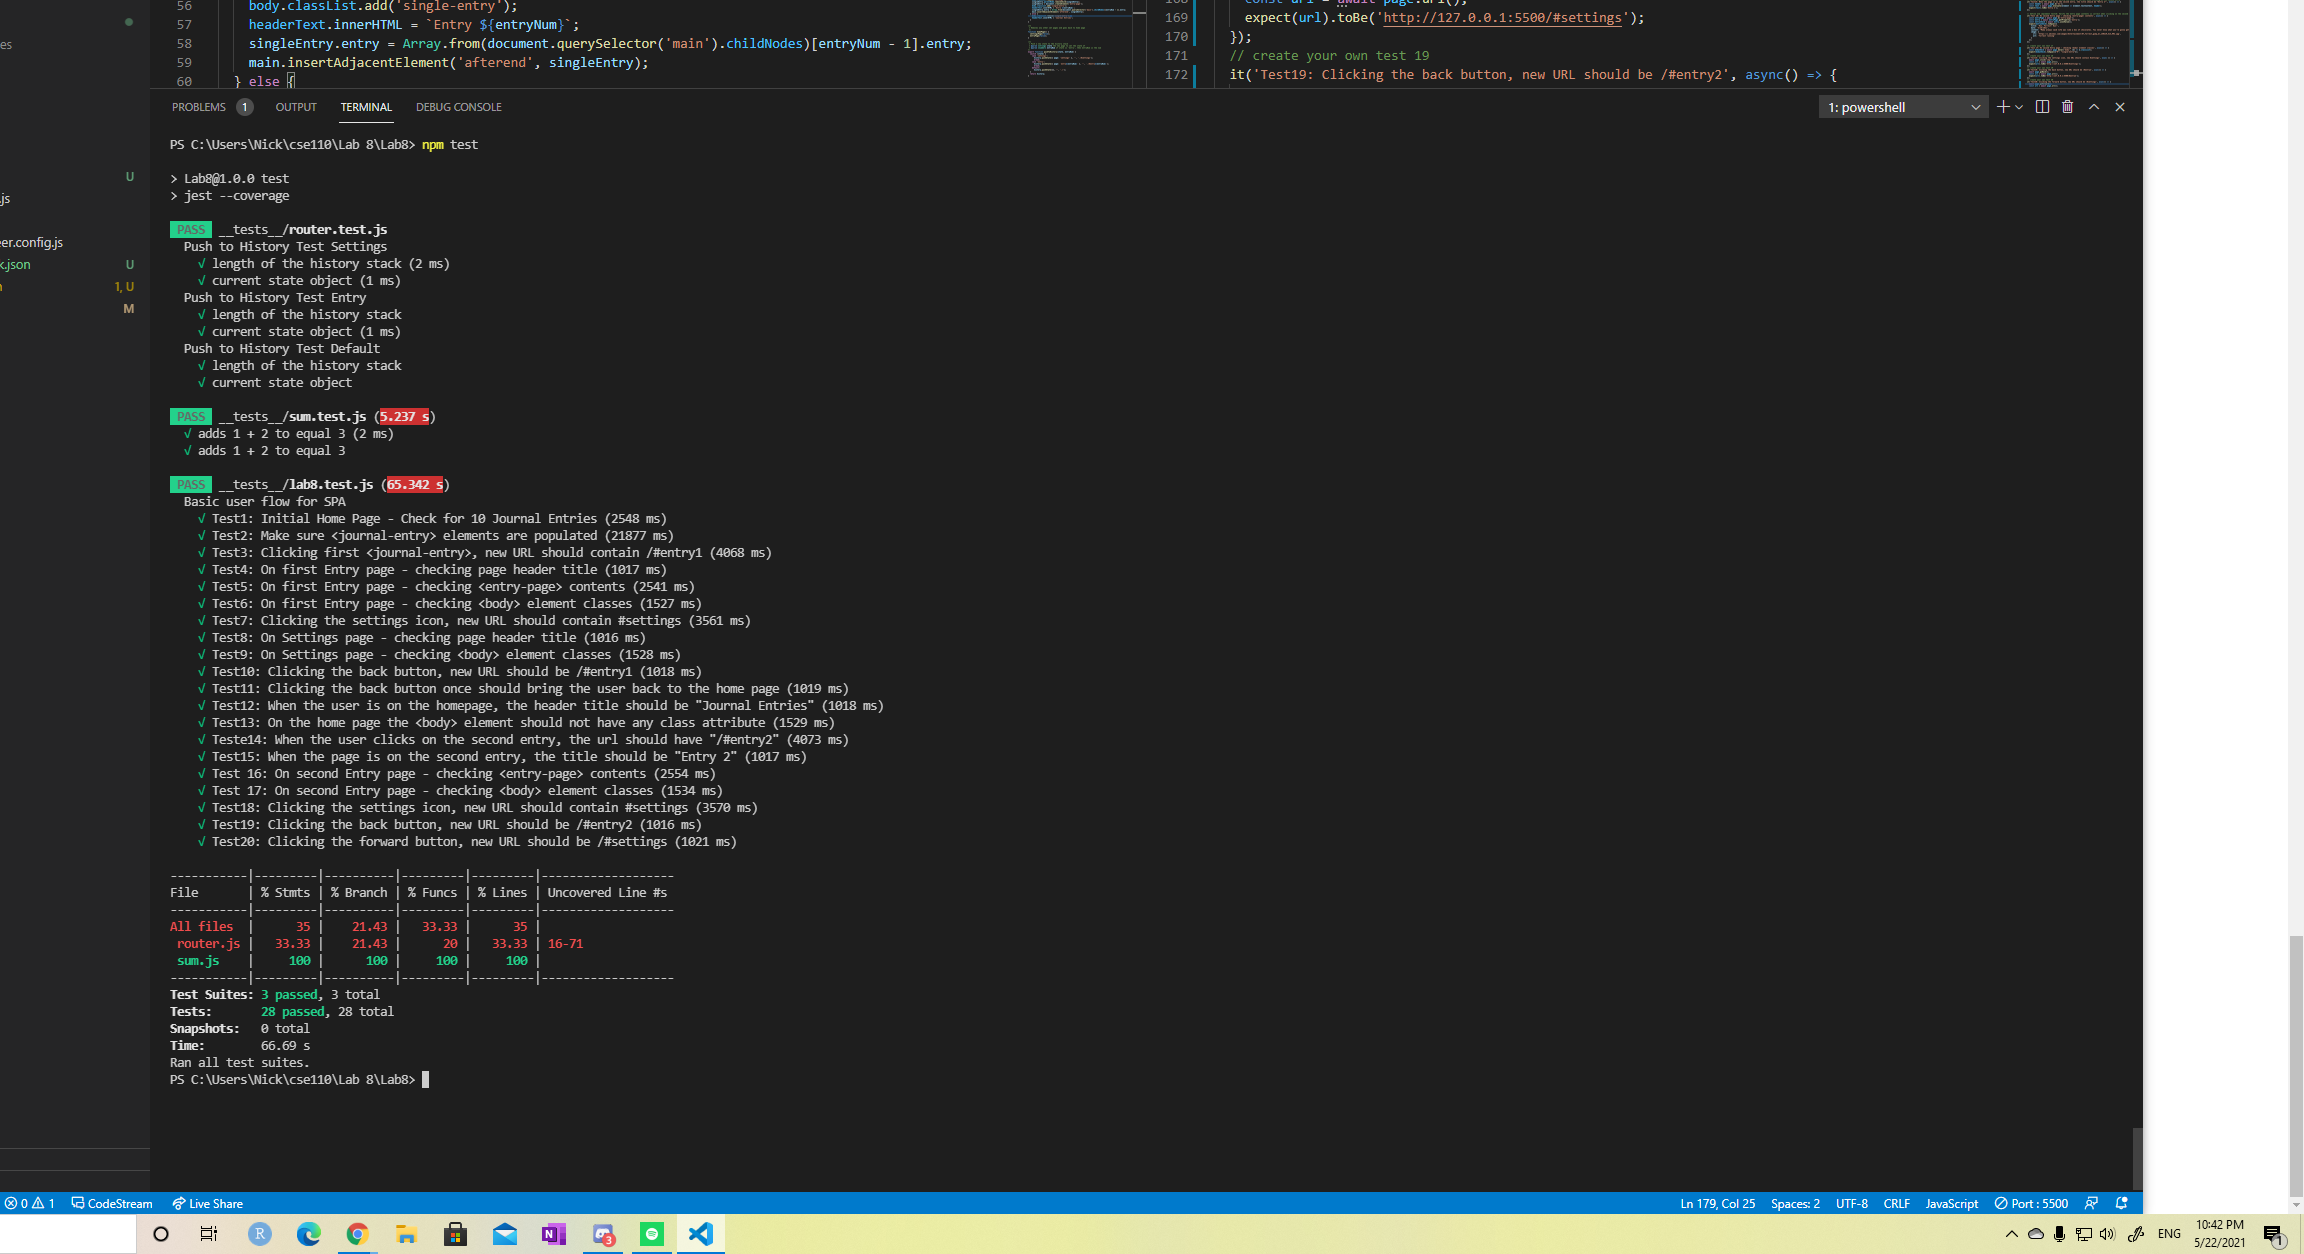 56 body.classList.add('single-entry');
57 headerText.innerHTML = `Entry ${entryNum}`;
58 singleEntry.entry = Array.from(document.querySelector('main').childNodes)[entryNum - 1].entry;
59 main.insertAdjacentElement('afterend', singleEntry);
60 } else {
168 const url = await page.url();
169 expect(url).toBe('http://127.0.0.1:5500/#settings');
170 });
171 // create your own test 19
172 it('Test19: Clicking the back button, new URL should be /#entry2', async() => {
es
U
js
er.config.js
k.json U
1, U
M
PROBLEMS 1 OUTPUT TERMINAL DEBUG CONSOLE
1: powershell
PS C:\Users\Nick\cse110\Lab 8\Lab8> npm test
> Lab8@1.0.0 test
> jest --coverage
PASS __tests__/router.test.js
Push to History Test Settings
√ length of the history stack (2 ms)
√ current state object (1 ms)
Push to History Test Entry
√ length of the history stack
√ current state object (1 ms)
Push to History Test Default
√ length of the history stack
√ current state object
PASS __tests__/sum.test.js (5.237 s)
√ adds 1 + 2 to equal 3 (2 ms)
√ adds 1 + 2 to equal 3
PASS __tests__/lab8.test.js (65.342 s)
Basic user flow for SPA
√ Test1: Initial Home Page - Check for 10 Journal Entries (2548 ms)
√ Test2: Make sure <journal-entry> elements are populated (21877 ms)
√ Test3: Clicking first <journal-entry>, new URL should contain /#entry1 (4068 ms)
√ Test4: On first Entry page - checking page header title (1017 ms)
√ Test5: On first Entry page - checking <entry-page> contents (2541 ms)
√ Test6: On first Entry page - checking <body> element classes (1527 ms)
√ Test7: Clicking the settings icon, new URL should contain #settings (3561 ms)
√ Test8: On Settings page - checking page header title (1016 ms)
√ Test9: On Settings page - checking <body> element classes (1528 ms)
√ Test10: Clicking the back button, new URL should be /#entry1 (1018 ms)
√ Test11: Clicking the back button once should bring the user back to the home page (1019 ms)
√ Test12: When the user is on the homepage, the header title should be "Journal Entries" (1018 ms)
√ Test13: On the home page the <body> element should not have any class attribute (1529 ms)
√ Teste14: When the user clicks on the second entry, the url should have "/#entry2" (4073 ms)
√ Test15: When the page is on the second entry, the title should be "Entry 2" (1017 ms)
√ Test 16: On second Entry page - checking <entry-page> contents (2554 ms)
√ Test 17: On second Entry page - checking <body> element classes (1534 ms)
√ Test18: Clicking the settings icon, new URL should contain #settings (3570 ms)
√ Test19: Clicking the back button, new URL should be /#entry2 (1016 ms)
√ Test20: Clicking the forward button, new URL should be /#settings (1021 ms)
-----------|---------|----------|---------|---------|-------------------
File | % Stmts | % Branch | % Funcs | % Lines | Uncovered Line #s
-----------|---------|----------|---------|---------|-------------------
All files | 35 | 21.43 | 33.33 | 35 |
router.js | 33.33 | 21.43 | 20 | 33.33 | 16-71
sum.js | 100 | 100 | 100 | 100 |
-----------|---------|----------|---------|---------|-------------------
Test Suites: 3 passed, 3 total
Tests: 28 passed, 28 total
Snapshots: 0 total
Time: 66.69 s
Ran all test suites.
PS C:\Users\Nick\cse110\Lab 8\Lab8>
0 1 CodeStream Live Share
Ln 179, Col 25 Spaces: 2 UTF-8 CRLF JavaScript Port : 5500
R N 3
ENG
10:42 PM
5/22/2021
1